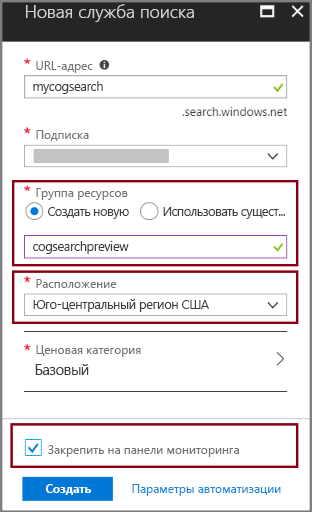 Новая служба поиска
* URL-адрес
mycogsearch
.search.windows.net
* Подписка
* Группа ресурсов
Создать новую Использовать сущест...
cogsearchpreview
* Расположение
Юго-центральный регион США
* Ценовая категория
Базовый
Закрепить на панели мониторинга
Создать Параметры автоматизации